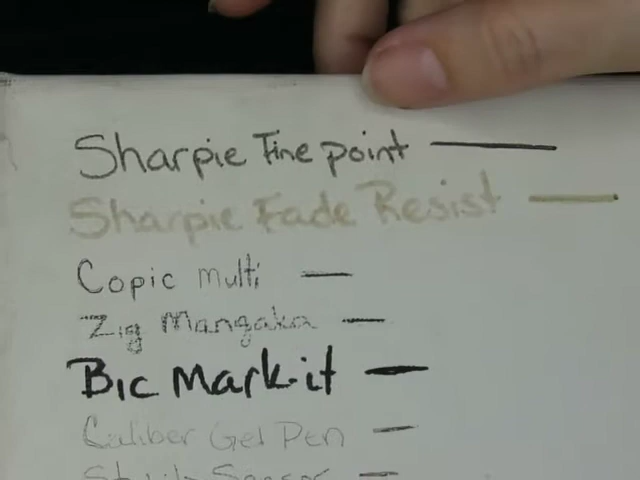 Sharpie Fine point
Sharpie Fade Resist
Copic multi
Zig Mangaka
Bic Mark-it
Caliber Gel Pen